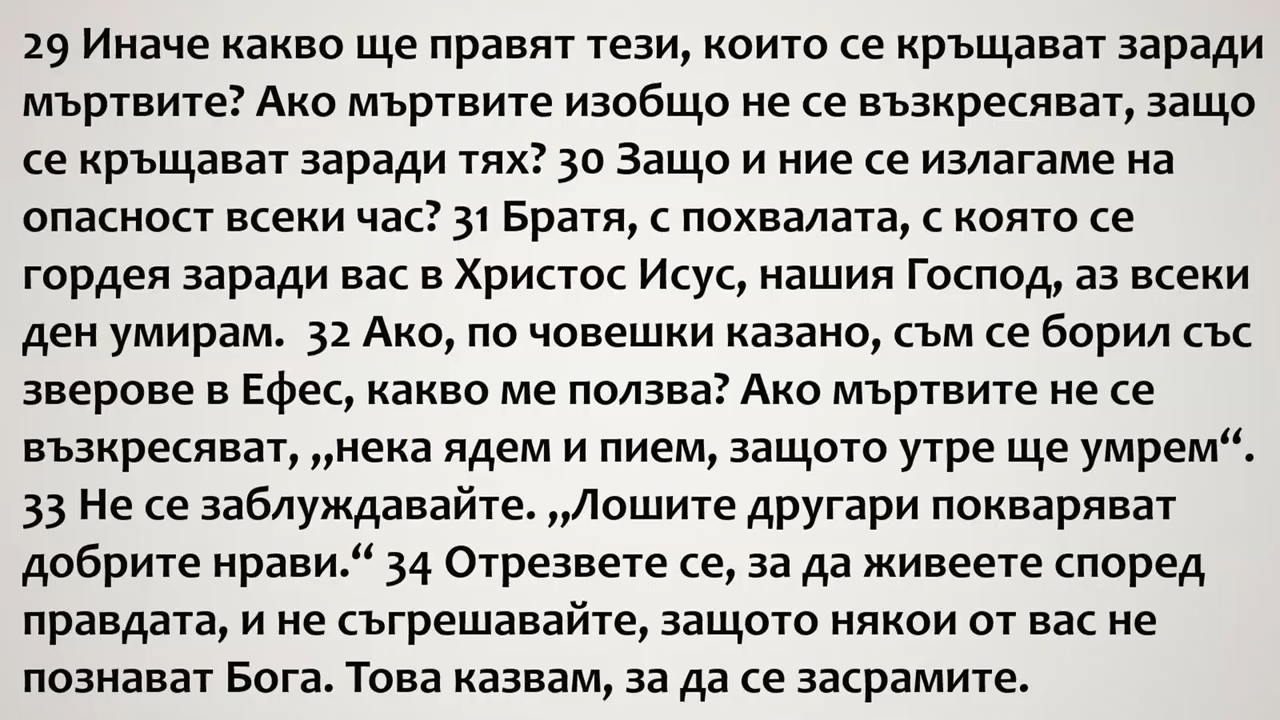 29 Иначе какво ще правят тези, които се кръщават заради
мъртвите? Ако мъртвите изобщо не се възкресяват, защо
се кръщават заради тях? 30 Защо и ние се излагаме на
опасност всеки час? 31 Братя, с похвалата, с която се
гордея заради вас в Христос Исус, нашия Господ, аз всеки
ден умирам.  32 Ако, по човешки казано, съм се борил със
зверове в Ефес, какво ме ползва? Ако мъртвите не се
възкресяват, ,,нека ядем и пием, защото утре ще умрем“.
33 Не се заблуждавайте. ,,Лошите другари покваряват
добрите нрави.“ 34 Отрезвете се, за да живеете според
правдата, и не съгрешавайте, защото някои от вас не
познават Бога. Това казвам, за да се засрамите.